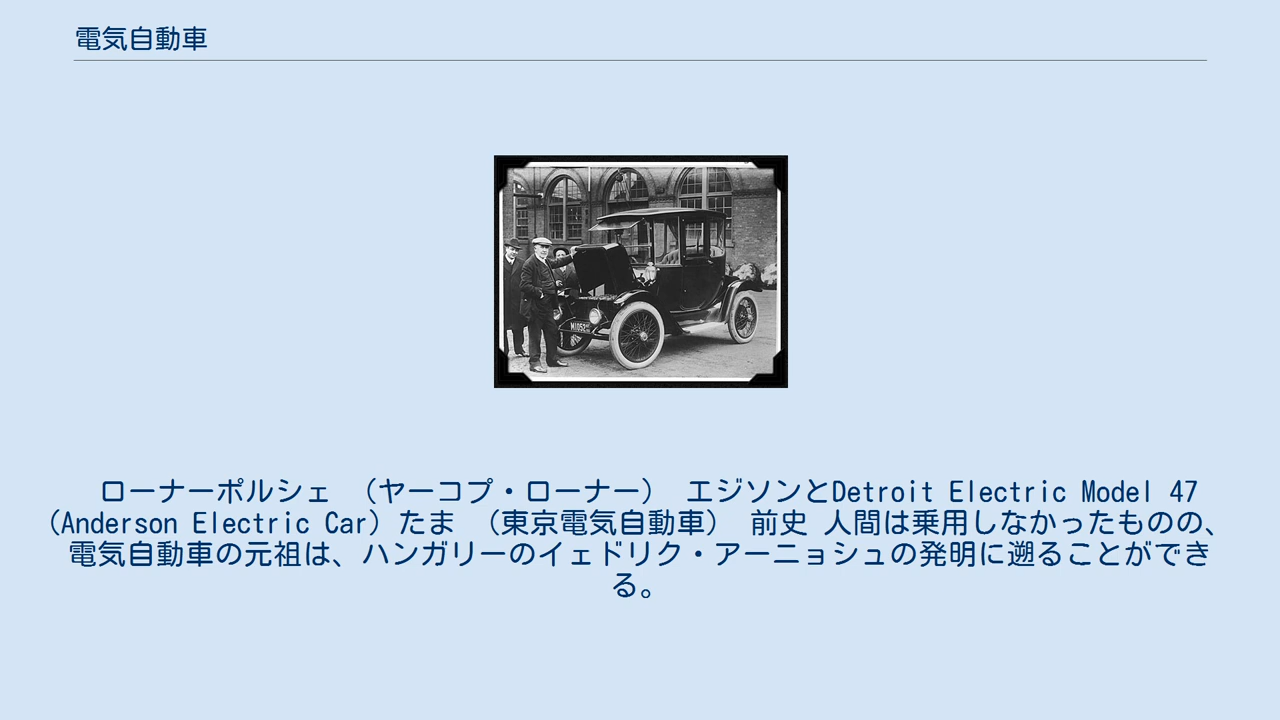 電気自動車
ローナーポルシェ （ヤーコプ・ローナー） エジソンとDetroit Electric Model 47
（Anderson Electric Car）たま （東京電気自動車） 前史 人間は乗用しなかったものの、
電気自動車の元祖は、ハンガリーのイェドリク・アーニョシュの発明に遡ることができ
る。